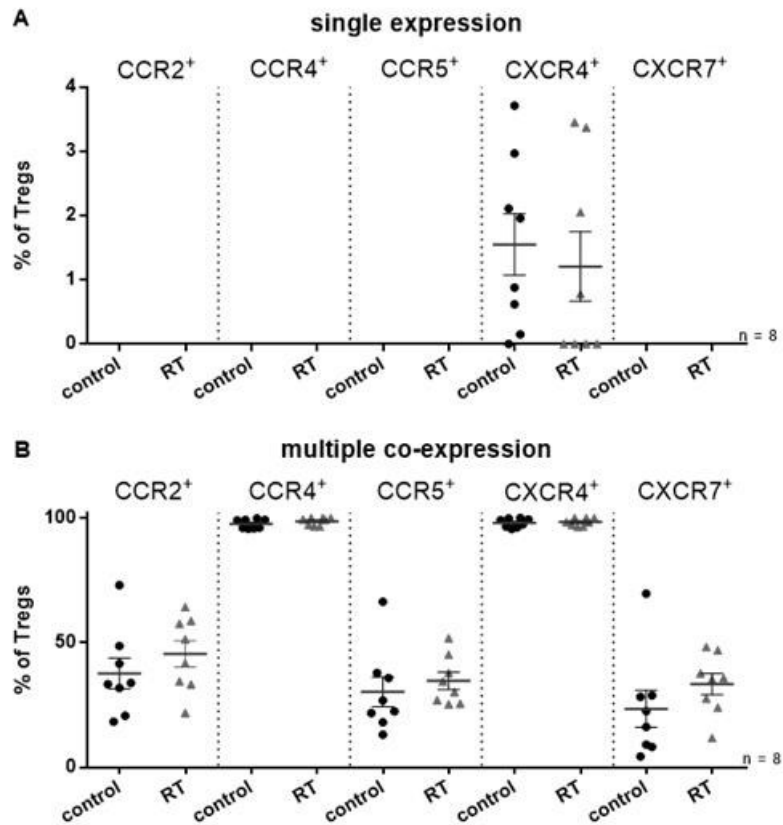 A
single expression
CCR2+ CCR4+ CCR5+ CXCR4+ CXCR7+
4
3
2
1
0
% of Tregs
n = 8
control RT control RT control RT control RT control RT
B
multiple co-expression
CCR2+ CCR4+ CCR5+ CXCR4+ CXCR7+
100
50
0
% of Tregs
n = 8
control RT control RT control RT control RT control RT